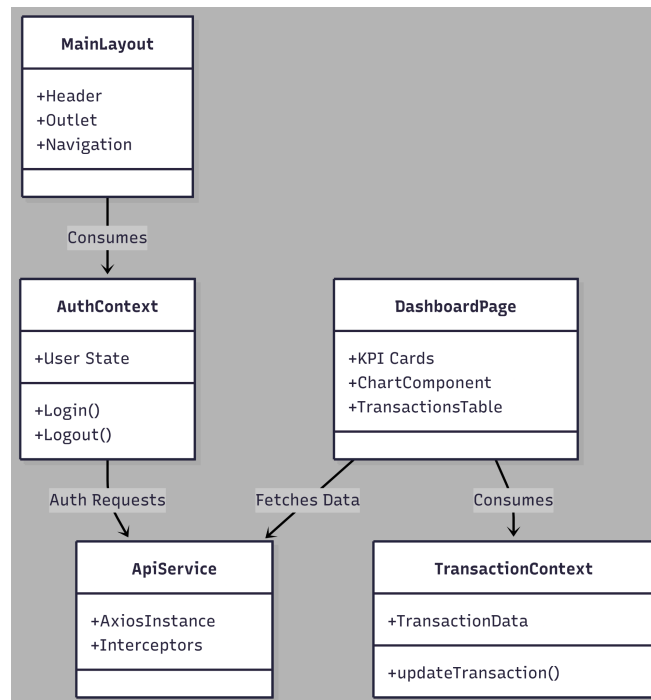 MainLayout
+Header
+Outlet
+Navigation
Consumes
AuthContext
+User State
+Login()
+Logout()
DashboardPage
+KPI Cards
+ChartComponent
+TransactionsTable
Auth Requests
Fetches Data
Consumes
ApiService
+AxiosInstance
+Interceptors
TransactionContext
+TransactionData
+updateTransaction()